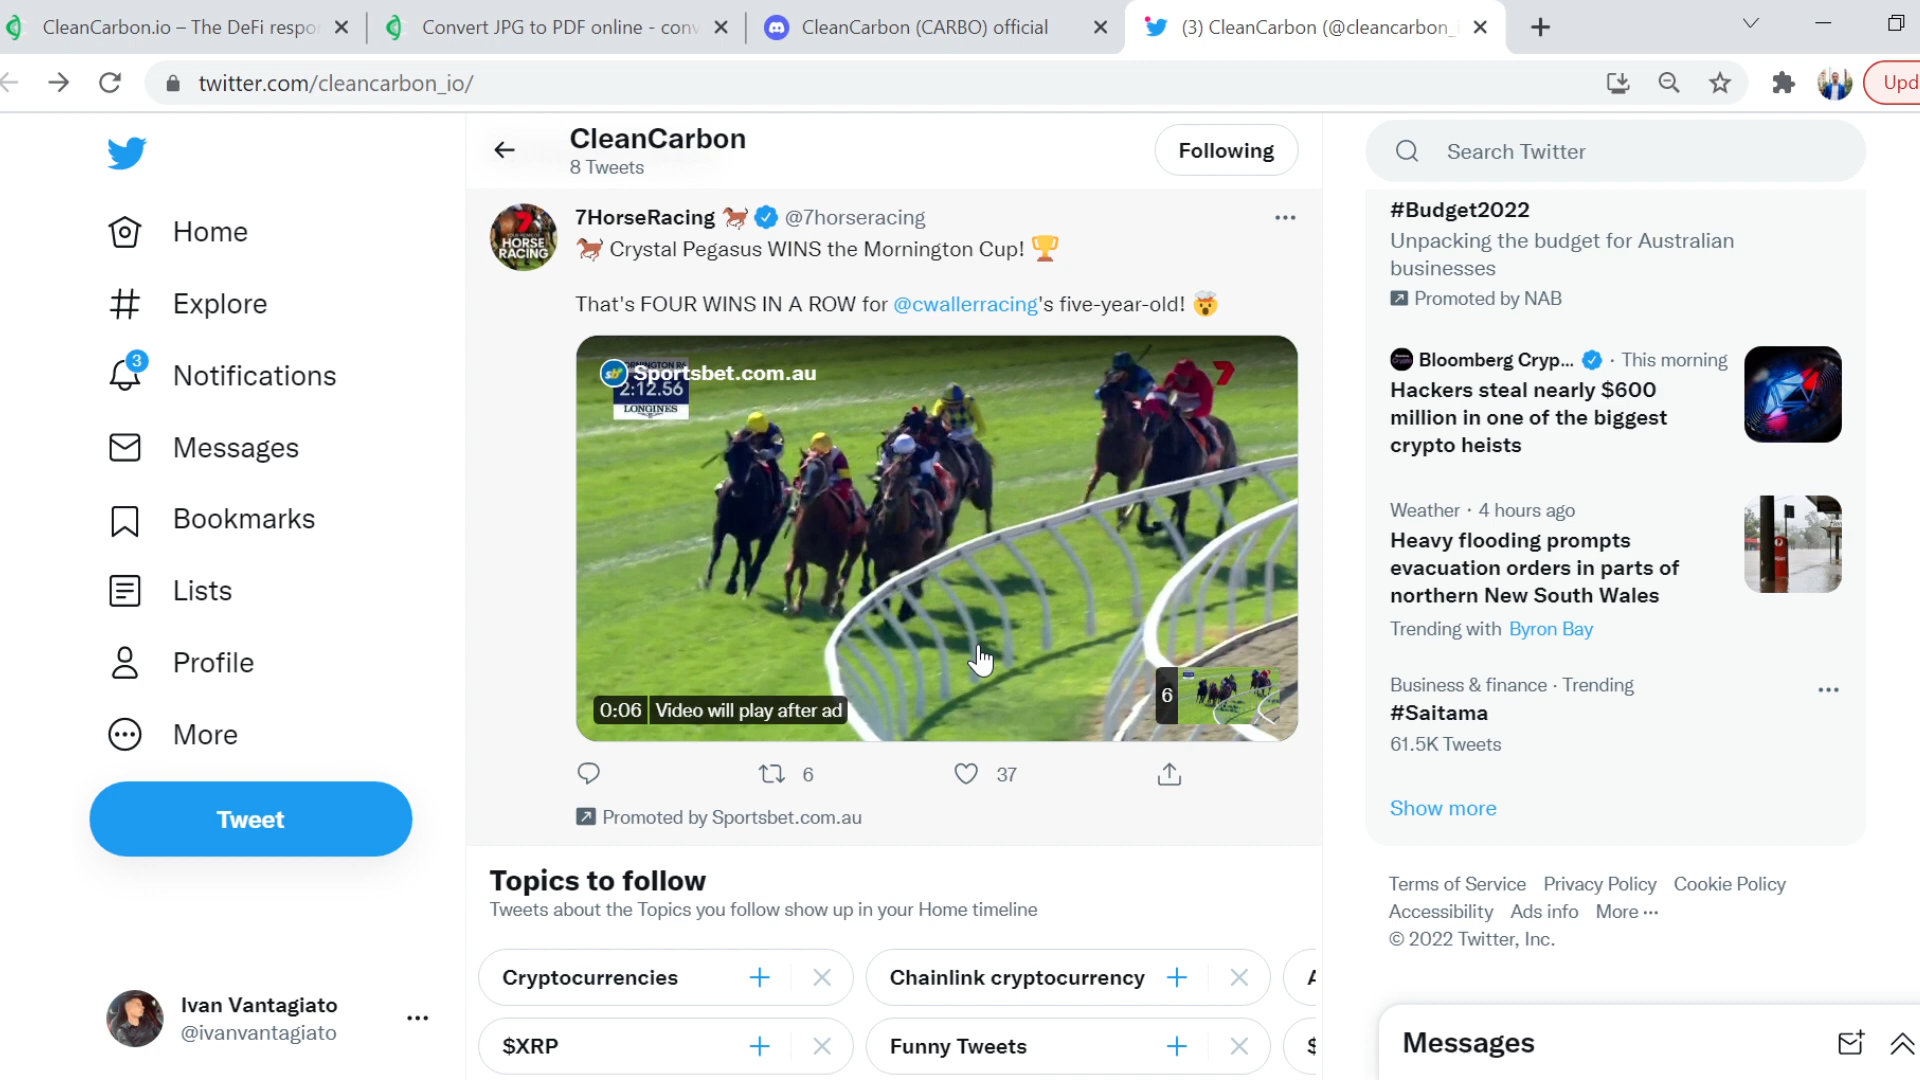 CleanCarbon.io – The DeFi respo
Convert JPG to PDF online - conv
CleanCarbon (CARBO) official
(3) CleanCarbon (@cleancarbon_i
twitter.com/cleancarbon_io/
Upd
CleanCarbon
8 Tweets
Following
Search Twitter
Home
Explore
3
Notifications
Messages
Bookmarks
Lists
Profile
More
Tweet
Ivan Vantagiato
@ivanvantagiato
7HorseRacing 🐎 @7horseracing
7
HORSE
RACING
🐎 Crystal Pegasus WINS the Mornington Cup! 🏆
That's FOUR WINS IN A ROW for @cwallerracing's five-year-old! 🤯
Sportsbet.com.au
2:12.56
LONGINES
7
0:06 Video will play after ad
6
6
37
Promoted by Sportsbet.com.au
Topics to follow
Tweets about the Topics you follow show up in your Home timeline
Cryptocurrencies
Chainlink cryptocurrency
$XRP
Funny Tweets
#Budget2022
Unpacking the budget for Australian
businesses
Promoted by NAB
Bloomberg Cryp... · This morning
Hackers steal nearly $600
million in one of the biggest
crypto heists
Weather · 4 hours ago
Heavy flooding prompts
evacuation orders in parts of
northern New South Wales
Trending with Byron Bay
Business & finance · Trending
#Saitama
61.5K Tweets
Show more
Terms of Service Privacy Policy Cookie Policy
Accessibility Ads info More ···
© 2022 Twitter, Inc.
Messages